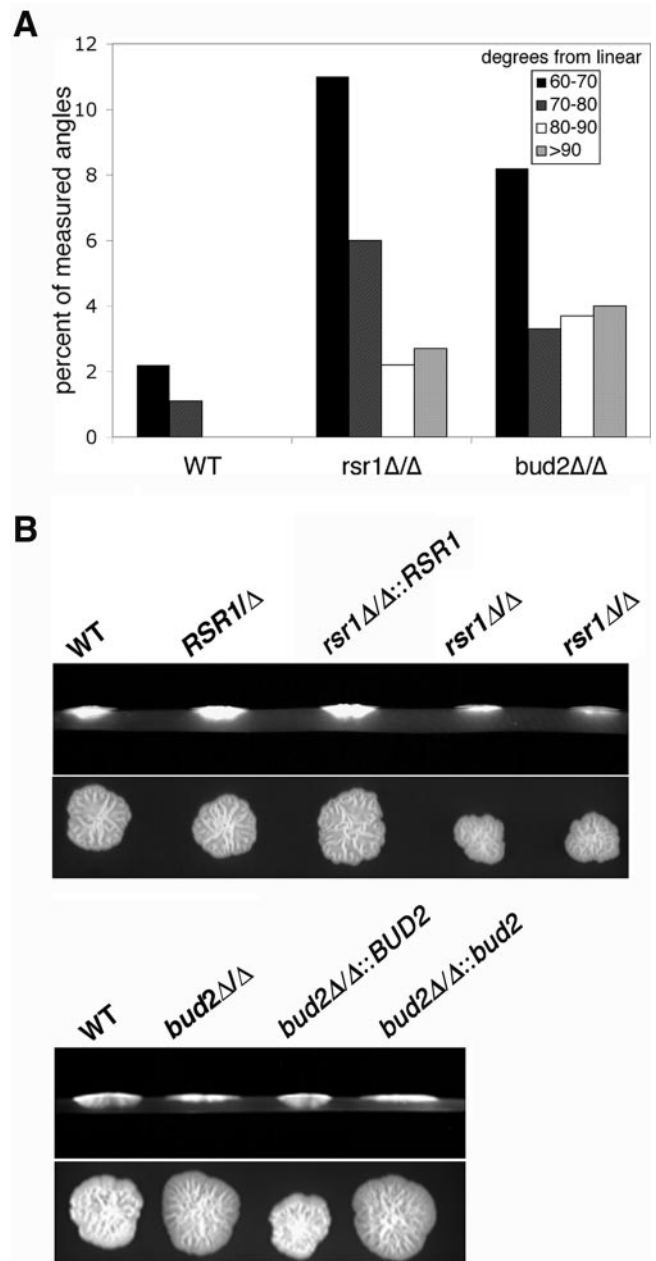 A
12
10
8
6
4
2
0
percent of measured angles
degrees from linear
60-70
70-80
80-90
>90
WT
rsr1Δ/Δ
bud2Δ/Δ
B
WT
RSR1/Δ
rsr1Δ/Δ::RSR1
rsr1Δ/Δ
rsr1Δ/Δ
WT
bud2Δ/Δ
bud2Δ/Δ::BUD2
bud2Δ/Δ::bud2